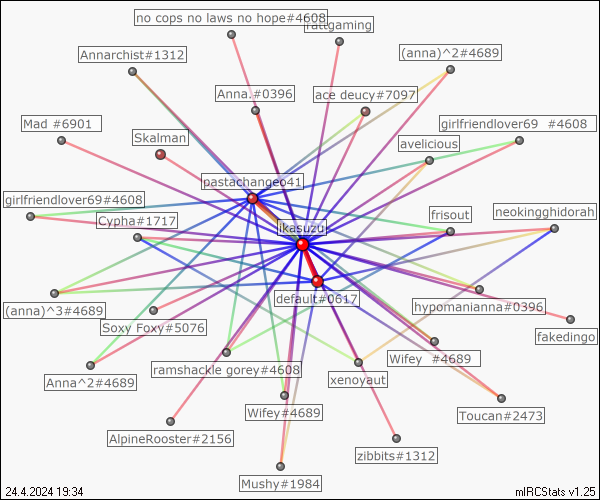 no cops no laws no hope#4608
rattgaming
Annarchist#1312
(anna)^2#4689
Anna.#0396
ace deucy#7097
Mad #6901
girlfriendlover69 #4608
Skalman
avelicious
pastachangeo41
girlfriendlover69#4608
Cypha#1717
ikasuzu
frisout
neokingghidorah
(anna)^3#4689
default#0617
hypomanianna#0396
Soxy Foxy#5076
fakedingo
ramshackle gorey#4608
Wifey #4689
Anna^2#4689
xenoyaut
Wifey#4689
Toucan#2473
AlpineRooster#2156
zibbits#1312
Mushy#1984
24.4.2024 19:34
mIRCStats v1.25